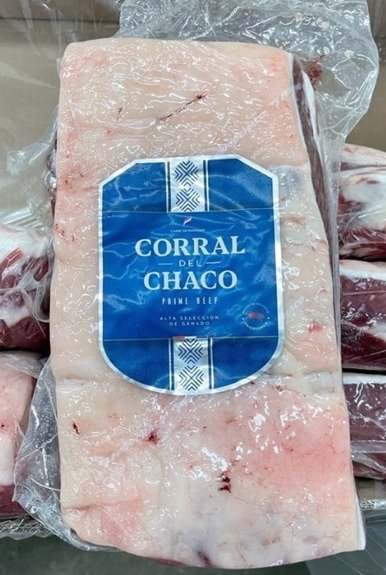 CORRAL
DEL
CHACO
PRIME BEEF
ALTA SELECCIÓN
DE GANADO